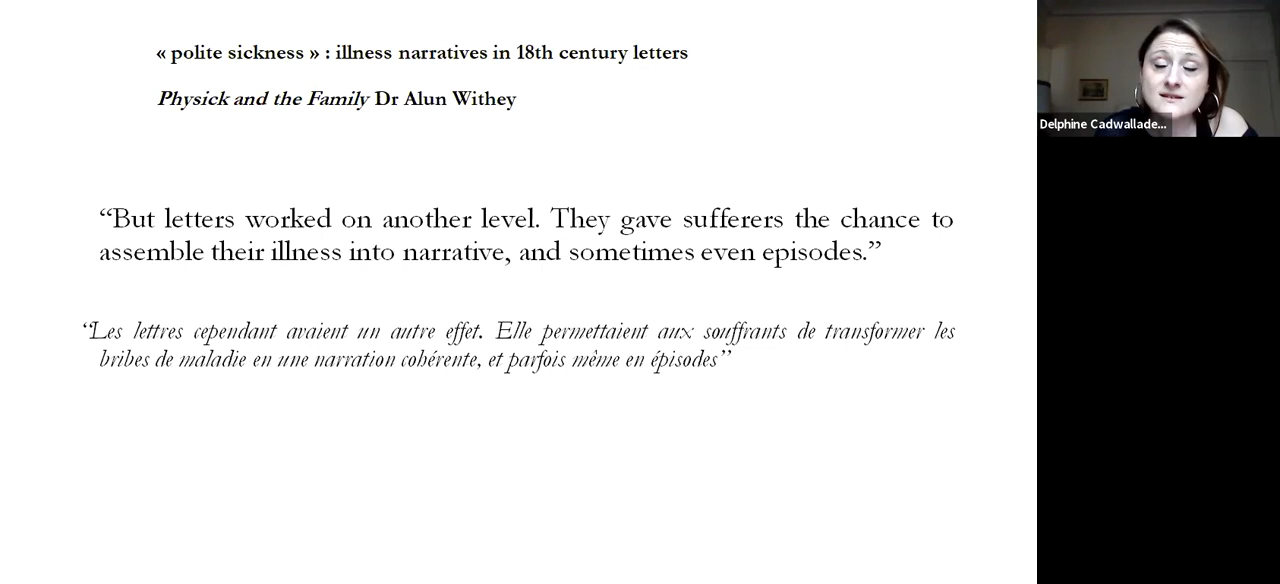 « polite sickness » : illness narratives in 18th century letters
Physick and the Family Dr Alun Withey
“But letters worked on another level. They gave sufferers the chance to
assemble their illness into narrative, and sometimes even episodes.”
“Les lettres cependant avaient un autre effet. Elle permettaient aux souffrants de transformer les
bribes de maladie en une narration cohérente, et parfois même en épisodes”
Delphine Cadwallade...